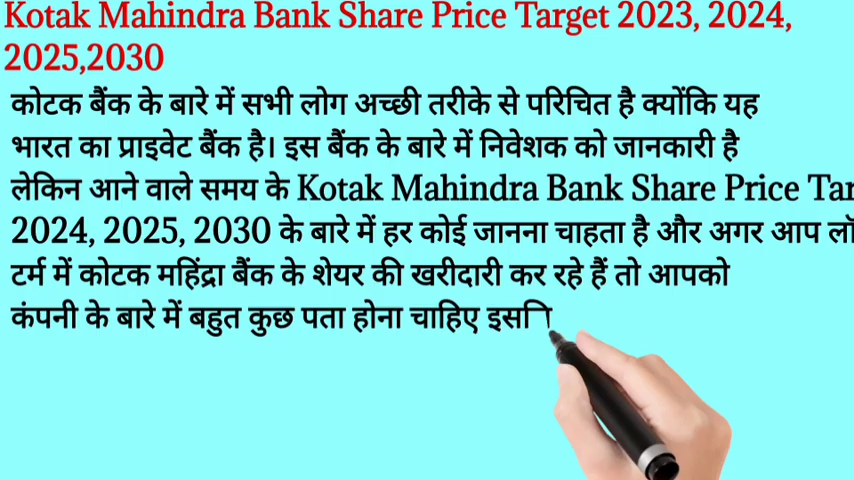 Kotak Mahindra Bank Share Price Target 2023, 2024,
2025,2030
कोटक बैंक के बारे में सभी लोग अच्छी तरीके से परिचित है क्योंकि यह
भारत का प्राइवेट बैंक है। इस बैंक के बारे में निवेशक को जानकारी है
लेकिन आने वाले समय के Kotak Mahindra Bank Share Price Tar
2024, 2025, 2030 के बारे में हर कोई जानना चाहता है और अगर आप लॉ
टर्म में कोटक महिंद्रा बैंक के शेयर की खरीदारी कर रहे हैं तो आपको
कंपनी के बारे में बहुत कुछ पता होना चाहिए